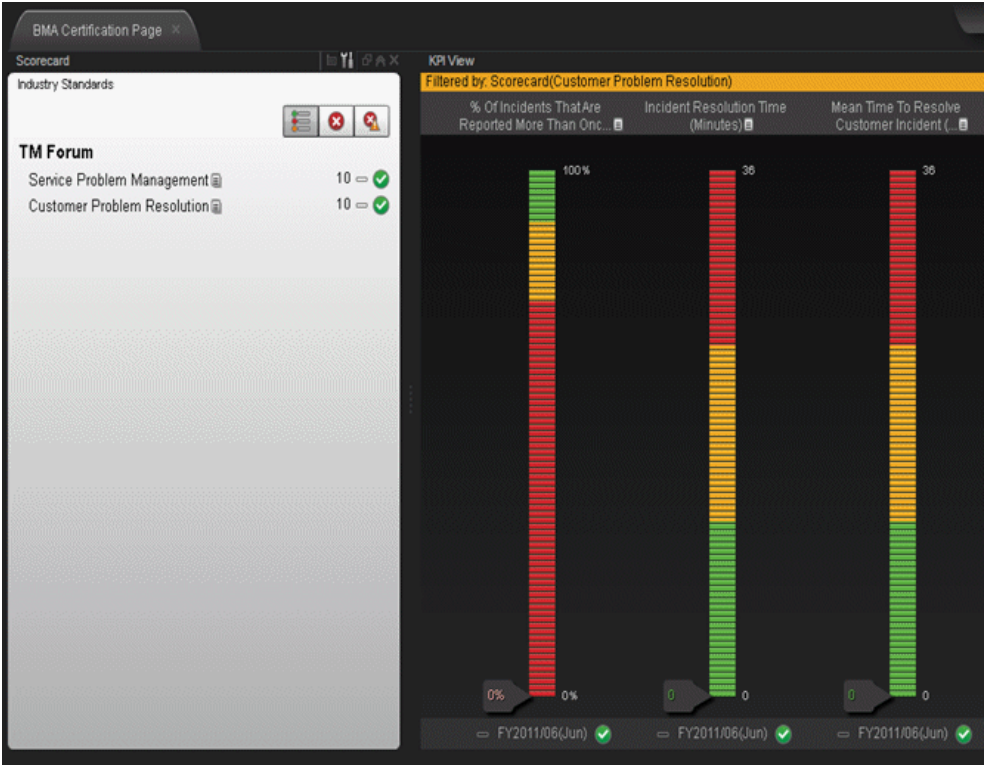 BMA Certification Page
Scorecard
Industry Standards
TM Forum
Service Problem Management 10
Customer Problem Resolution 10
KPI View
Filtered by: Scorecard(Customer Problem Resolution)
% Of Incidents That Are
Reported More Than Onc...
Incident Resolution Time
(Minutes)
Mean Time To Resolve
Customer Incident (...
100%
36
36
0%
0%
0
0
0
0
FY2011/06(Jun)
FY2011/06(Jun)
FY2011/06(Jun)